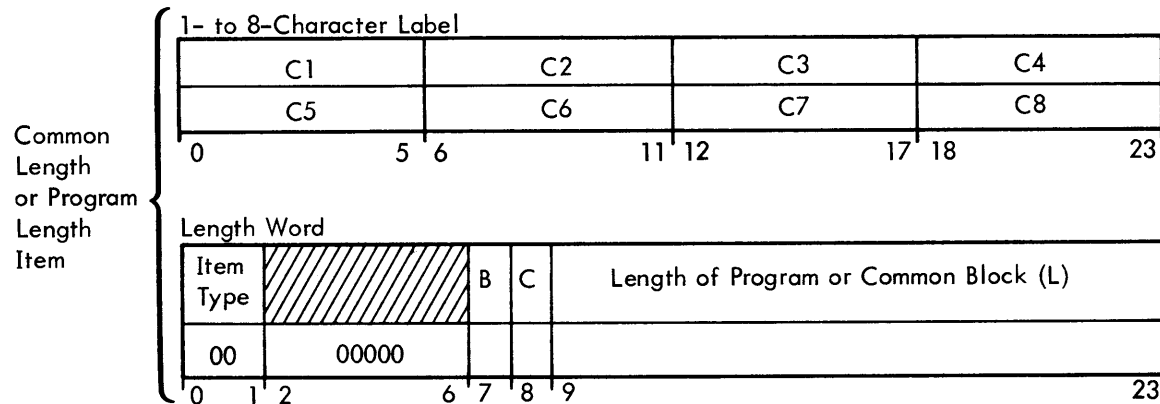 1- to 8-Character Label
C1 C2 C3 C4
C5 C6 C7 C8
0 5 6 11 12 17 18 23
Common
Length
or Program
Length
Item
Length Word
Item
Type
B C Length of Program or Common Block (L)
00 00000
0 1 2 6 7 8 9 23